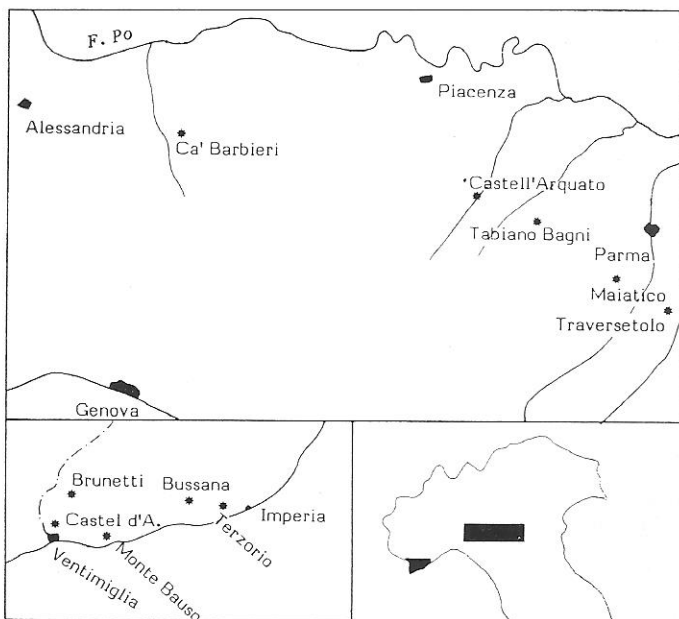 F. Po
Piacenza
Alessandria
Ca' Barbieri
Castell'Arquato
Tabiano Bagni
Parma
Maiatico
Traversetolo
Genova
Brunetti
Bussana
Imperia
Castel d'A.
Terzorio
Monte Bauso
Ventimiglia